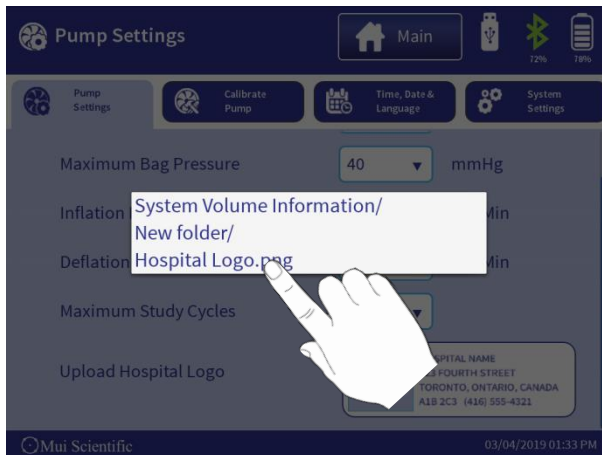 Pump Settings
Main
72%
78%
Pump
Settings
Calibrate
Pump
Time, Date &
Language
System
Settings
Maximum Bag Pressure
40
mmHg
Inflation
Min
System Volume Information/
New folder/
Hospital Logo.png
Deflation
Min
Maximum Study Cycles
Upload Hospital Logo
HOSPITAL NAME
FOURTH STREET
TORONTO, ONTARIO, CANADA
A1B 2C3 (416) 555-4321
Mui Scientific
03/04/2019 01:33 PM